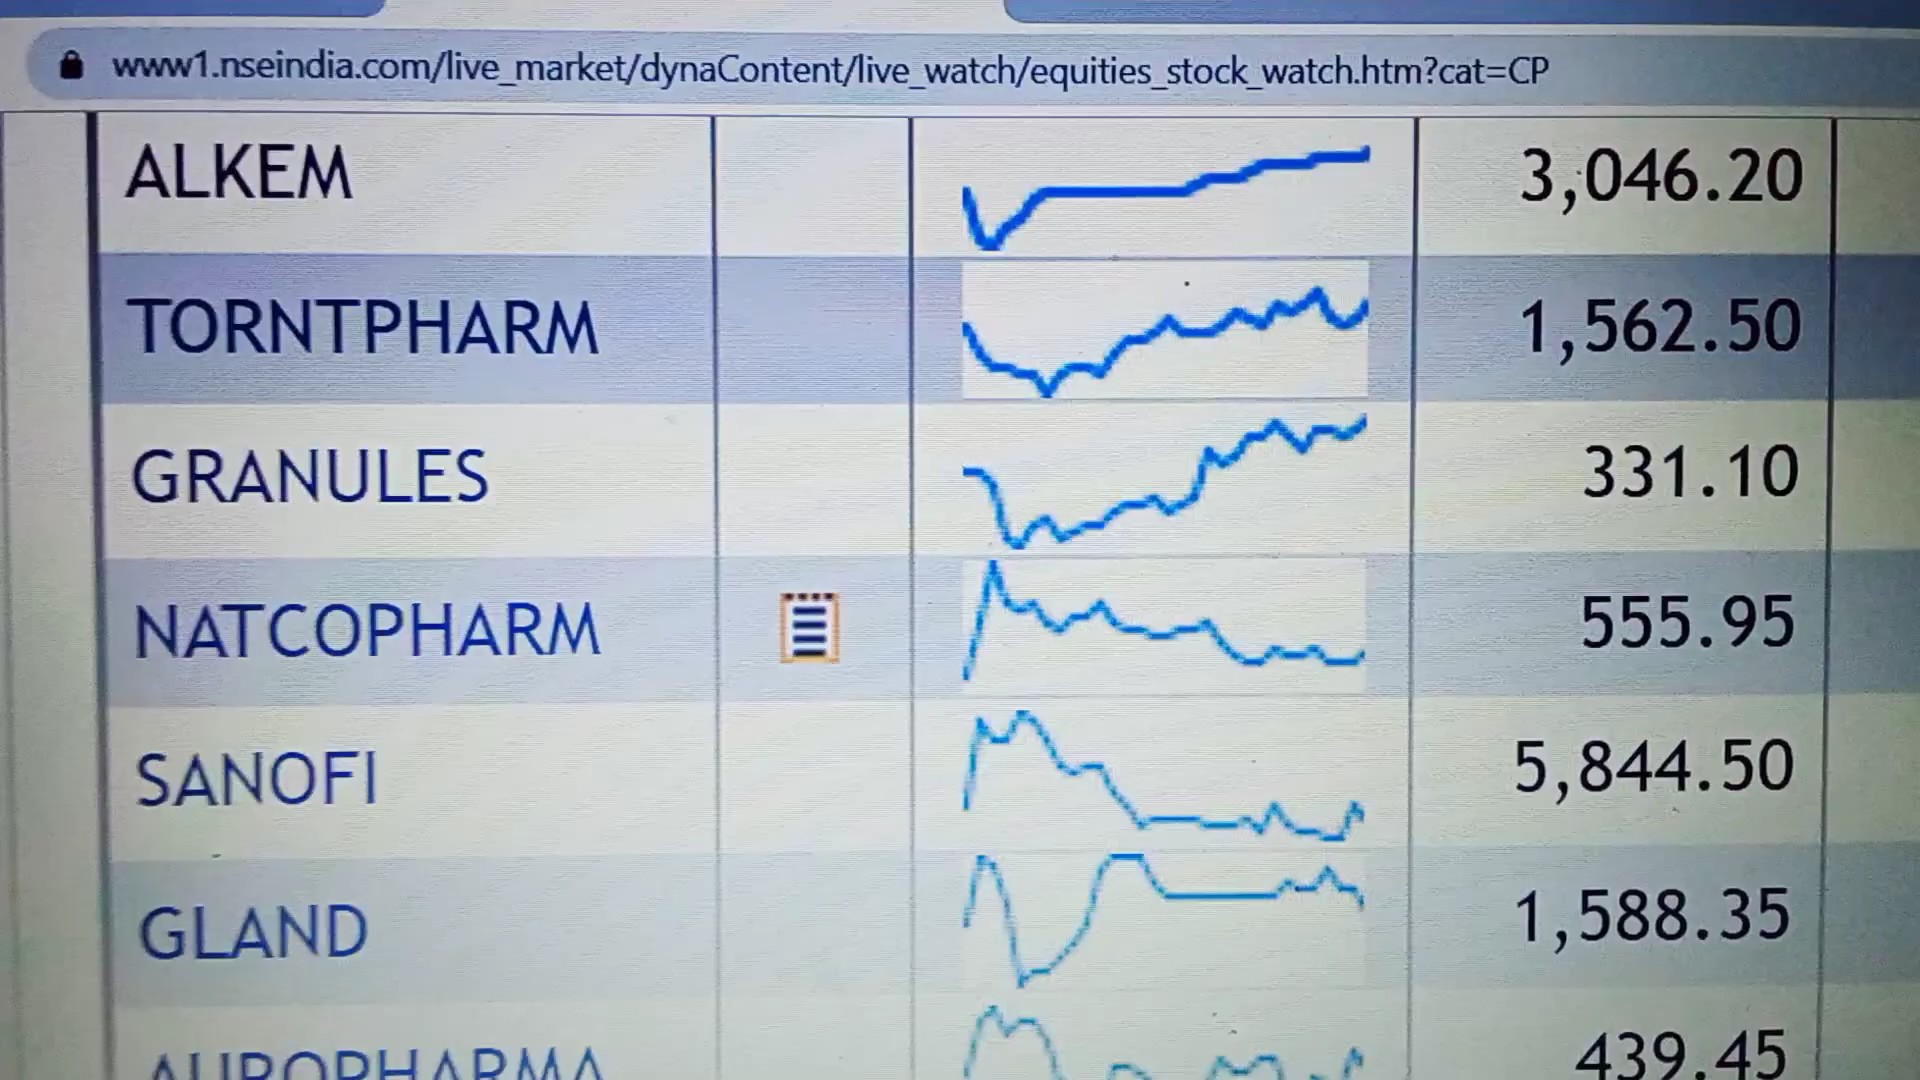 www1.nseindia.com/live_market/dynaContent/live_watch/equities_stock_watch.htm?cat=CP
ALKEM 3,046.20
TORNTPHARM 1,562.50
GRANULES 331.10
NATCOPHARM 555.95
SANOFI 5,844.50
GLAND 1,588.35
AUROPHARMA 439.45